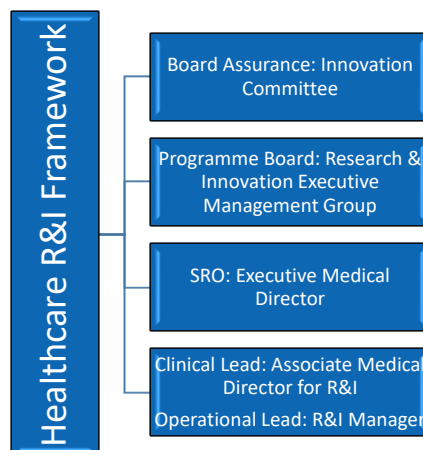 Healthcare R&I Framework
Board Assurance: Innovation
Committee
Programme Board: Research &
Innovation Executive
Management Group
SRO: Executive Medical
Director
Clinical Lead: Associate Medical
Director for R&I
Operational Lead: R&I Manager